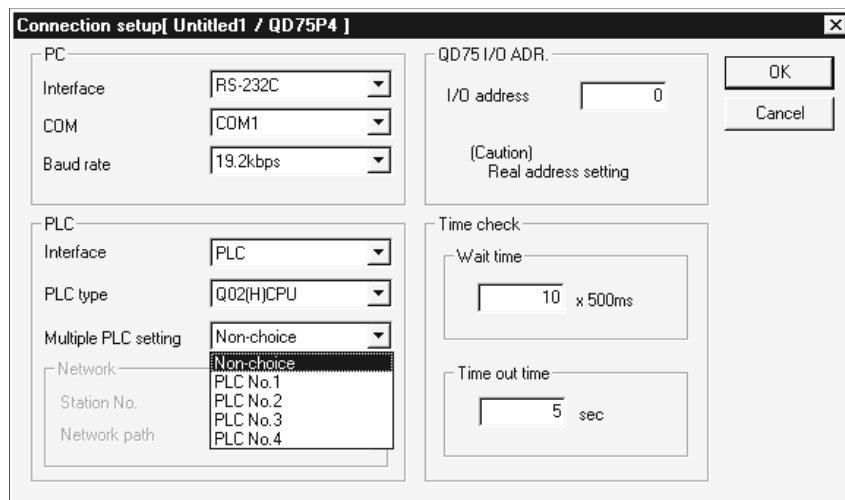 Connection setup[ Untitled1 / QD75P4 ]
PC
Interface RS-232C
COM COM1
Baud rate 19.2kbps
QD75 I/O ADR.
I/O address 0
(Caution)
Real address setting
OK
Cancel
PLC
Interface PLC
PLC type Q02(H)CPU
Multiple PLC setting Non-choice
Non-choice
PLC No.1
PLC No.2
PLC No.3
PLC No.4
Network
Station No.
Network path
Time check
Wait time
10 x 500ms
Time out time
5 sec